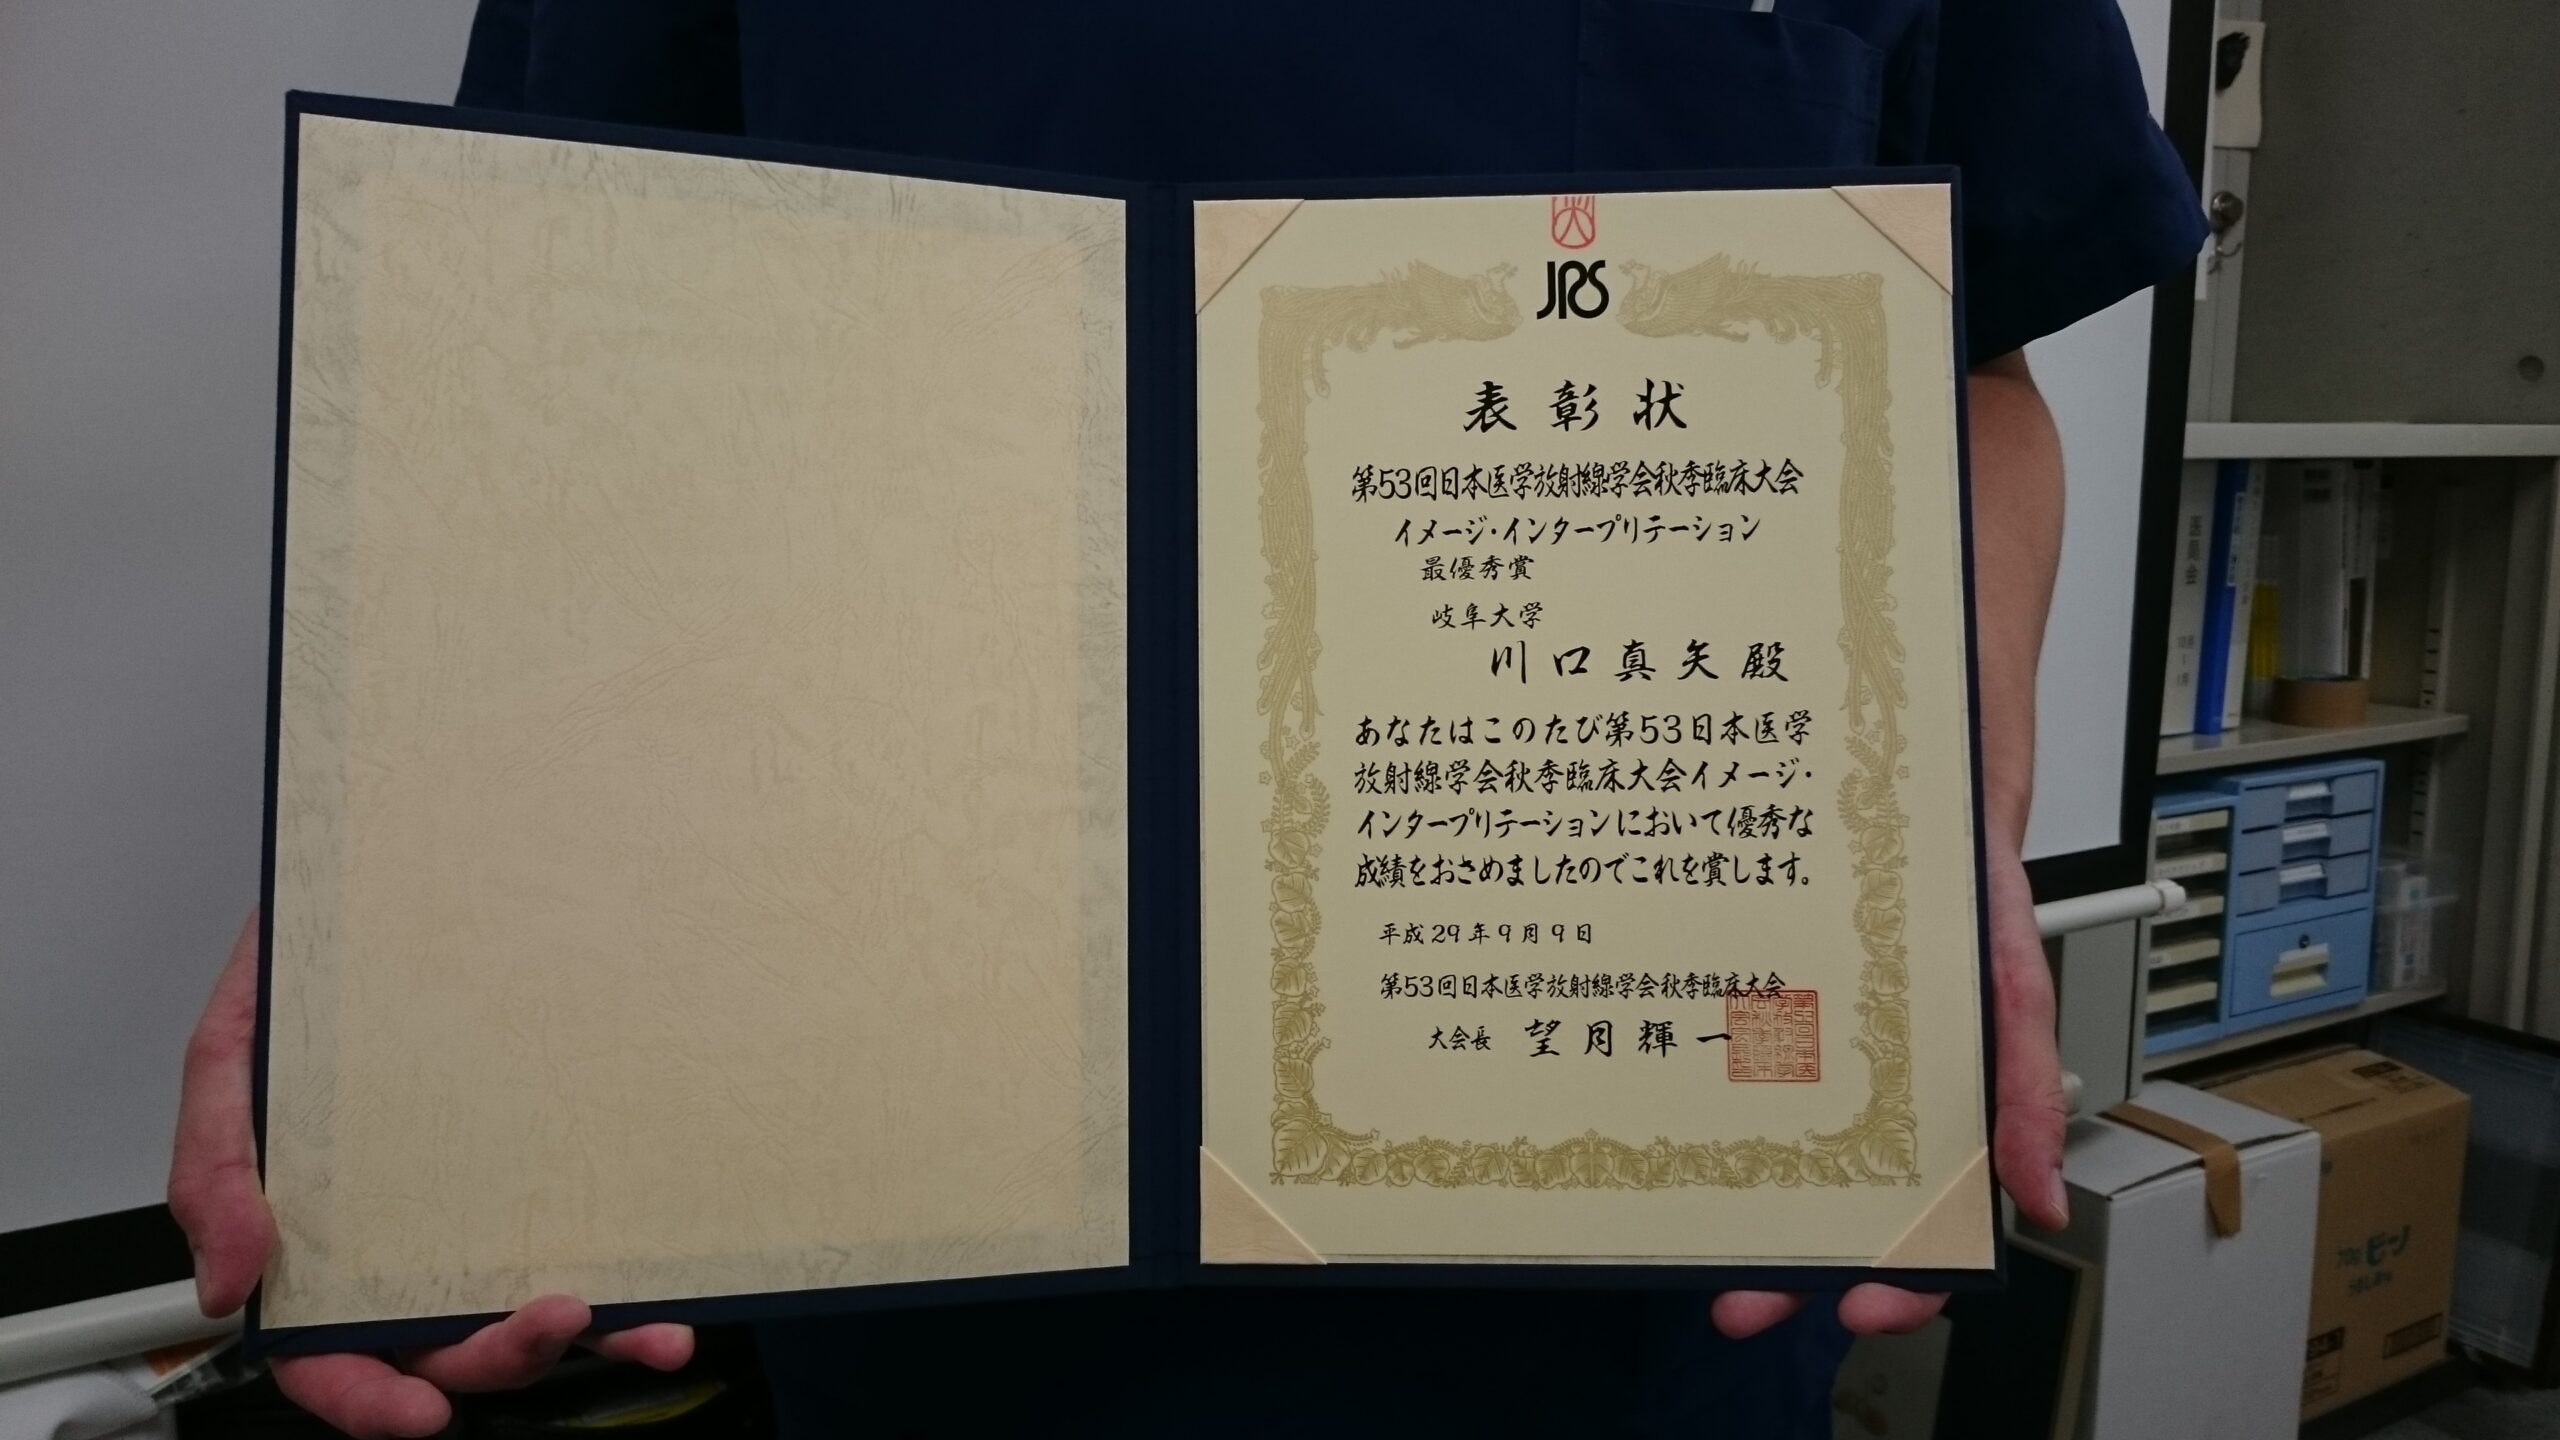 JRS
表彰状
第53回日本医学放射線学会秋季臨床大会
イメージ・インタープリテーション
最優秀賞
岐阜大学
川口真矢殿
あなたはこのたび第53日本医学
放射線学会秋季臨床大会イメージ・
インタープリテーションにおいて優秀な
成績をおさめましたのでこれを賞します。
平成29年9月9日
第53回日本医学放射線学会秋季臨床大会
大会長 望月輝一
医局会